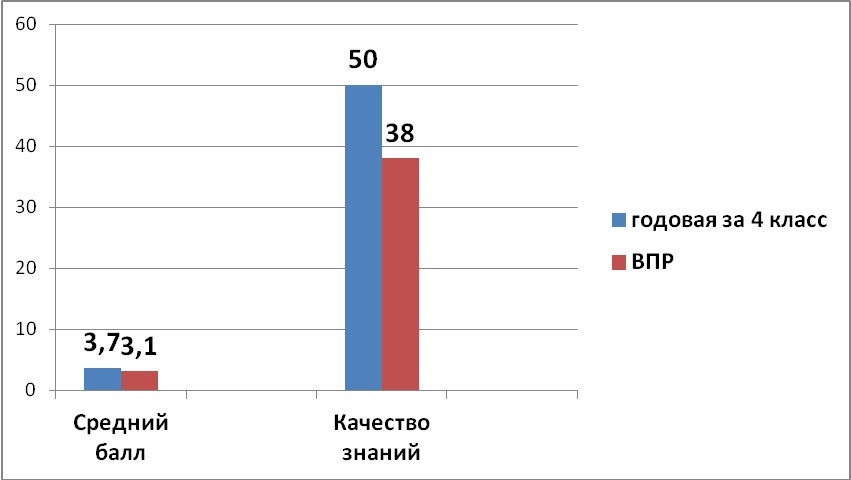 60
50
40
30
20
10
0
3,7
3,1
50
38
Средний
балл
Качество
знаний
годовая за 4 класс
ВПР